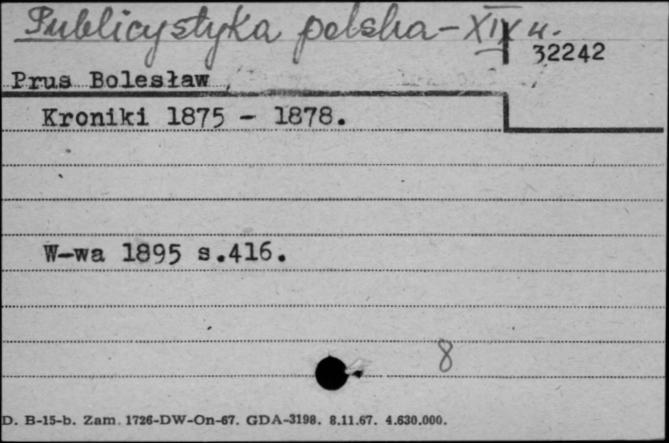 Publicystyka polska - XIX w.
32242
Prus Bolesław
Kroniki 1875 - 1878.
W-wa 1895 s.416.
8
D. B-15-b. Zam. 1726-DW-On-67. GDA-3198. 8.11.67. 4.630.000.